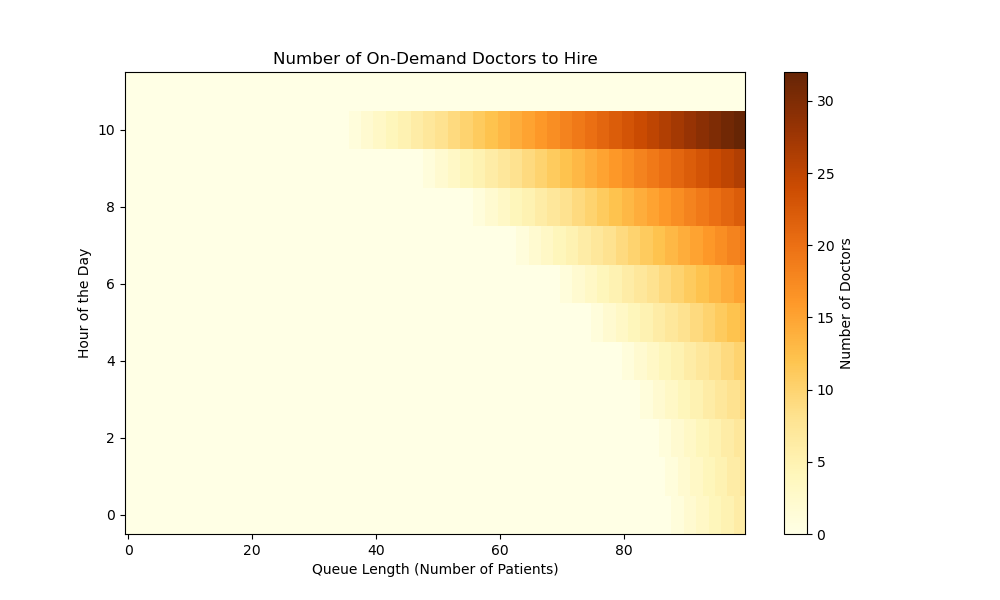 Number of On-Demand Doctors to Hire
Hour of the Day
10
8
6
4
2
0
0 20 40 60 80
Queue Length (Number of Patients)
30
25
20
15
10
5
0
Number of Doctors